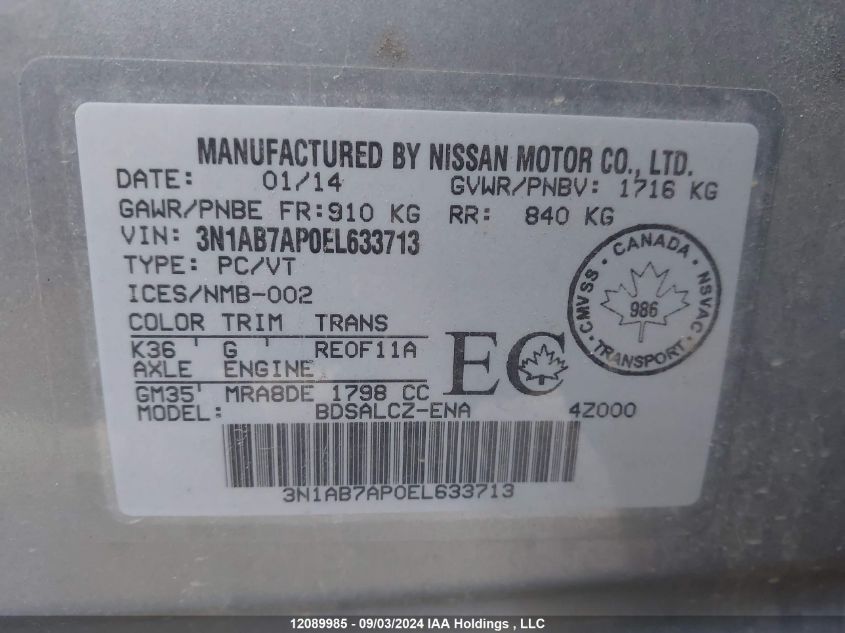 MANUFACTURED BY NISSAN MOTOR CO., LTD.
DATE: 01/14 GVWR/PNBV: 1716 KG
GAWR/PNBE FR:910 KG RR: 840 KG
VIN: 3N1AB7AP0EL633713
TYPE: PC/VT
ICES/NMB-002
COLOR TRIM TRANS
K36 ' G ' REOF11A
AXLE ENGINE
GM35' MRA8DE 1798 CC
MODEL: BDSALCZ-ENA 4Z000
EC
CMVSS · CANADA · NSVAC · TRANSPORT ·
986
3N1AB7AP0EL633713
12089985 - 09/03/2024 IAA Holdings , LLC